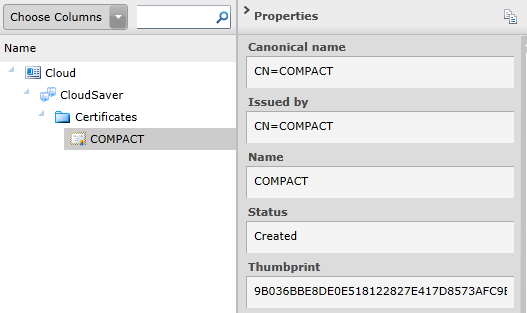 Choose Columns
Name
Cloud
CloudSaver
Certificates
COMPACT
Properties
Canonical name
CN=COMPACT
Issued by
CN=COMPACT
Name
COMPACT
Status
Created
Thumbprint
9B036BBE8DE0E518122827E417D8573AFC9E